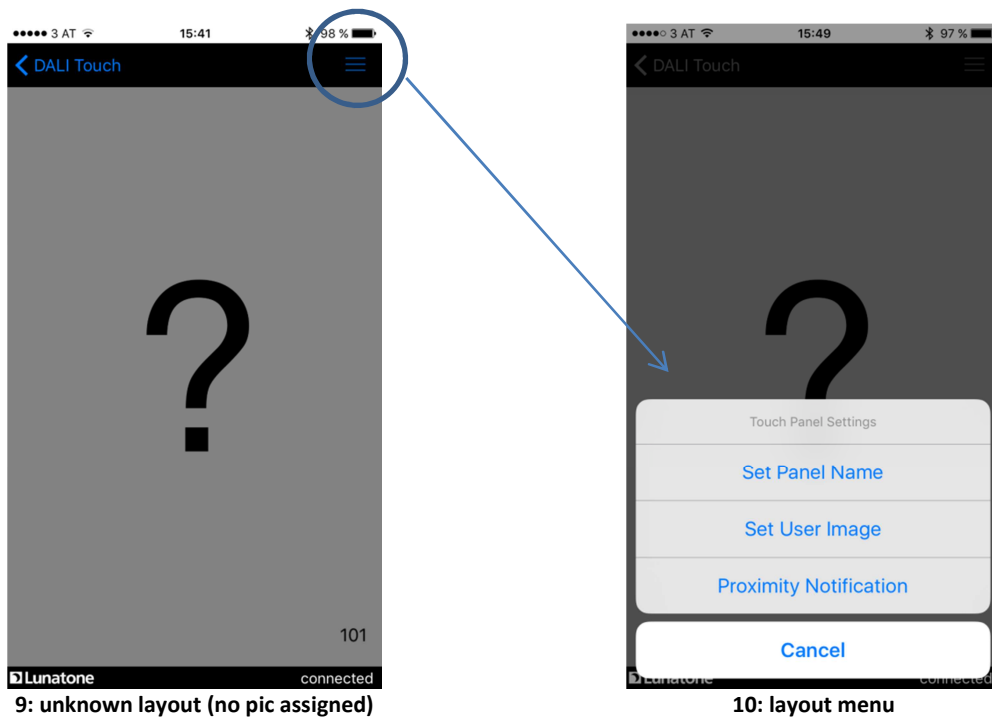 3 AT 15:41 98 %
DALI Touch
?
101
Lunatone connected
9: unknown layout (no pic assigned)
3 AT 15:49 97 %
DALI Touch
?
Touch Panel Settings
Set Panel Name
Set User Image
Proximity Notification
Cancel
Lunatone connected
10: layout menu